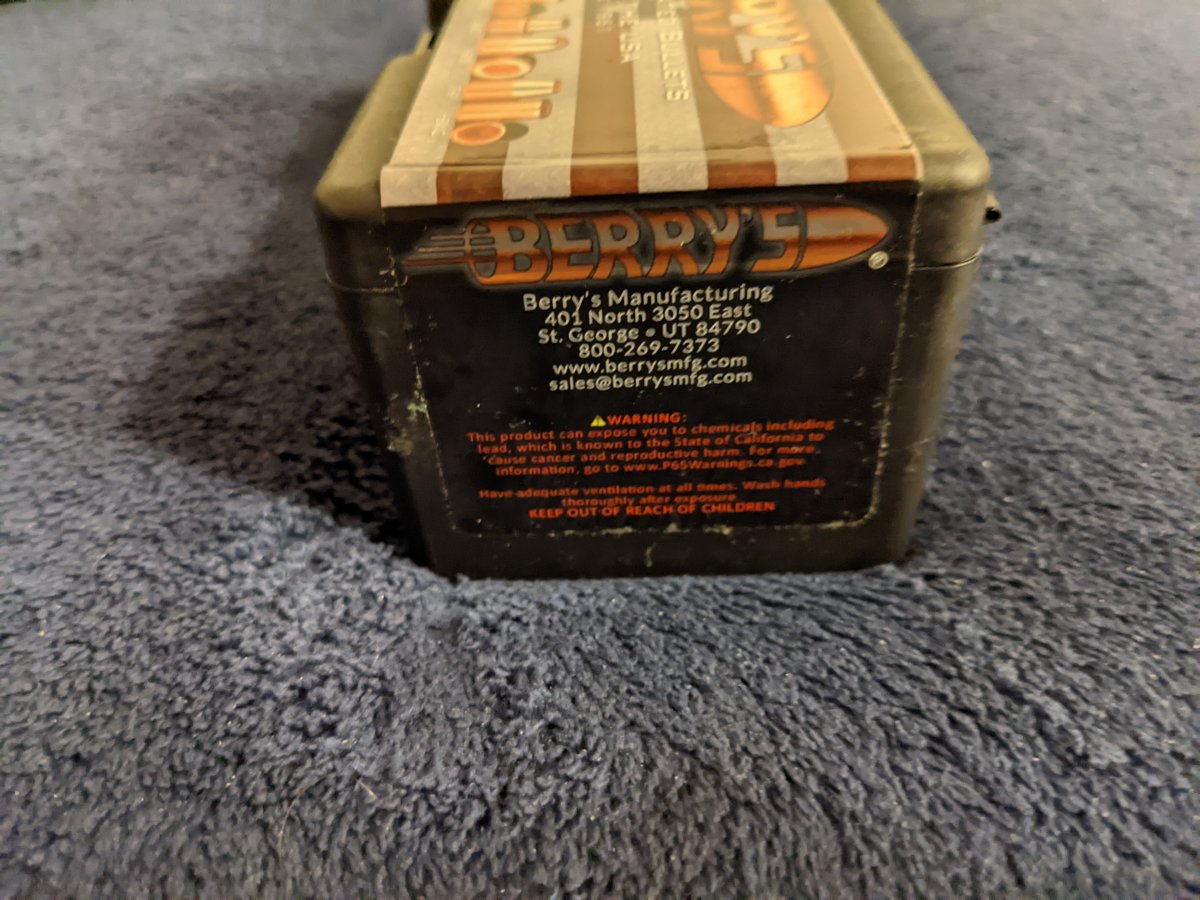 BULLETS
USA
BERRY'S
®
Berry's Manufacturing
401 North 3050 East
St. George • UT 84790
800-269-7373
www.berrysmfg.com
sales@berrysmfg.com
WARNING:
This product can expose you to chemicals including
lead, which is known to the State of California to
cause cancer and reproductive harm. For more
information, go to www.P65Warnings.ca.gov.
Have adequate ventilation at all times. Wash hands
thoroughly after exposure.
KEEP OUT OF REACH OF CHILDREN